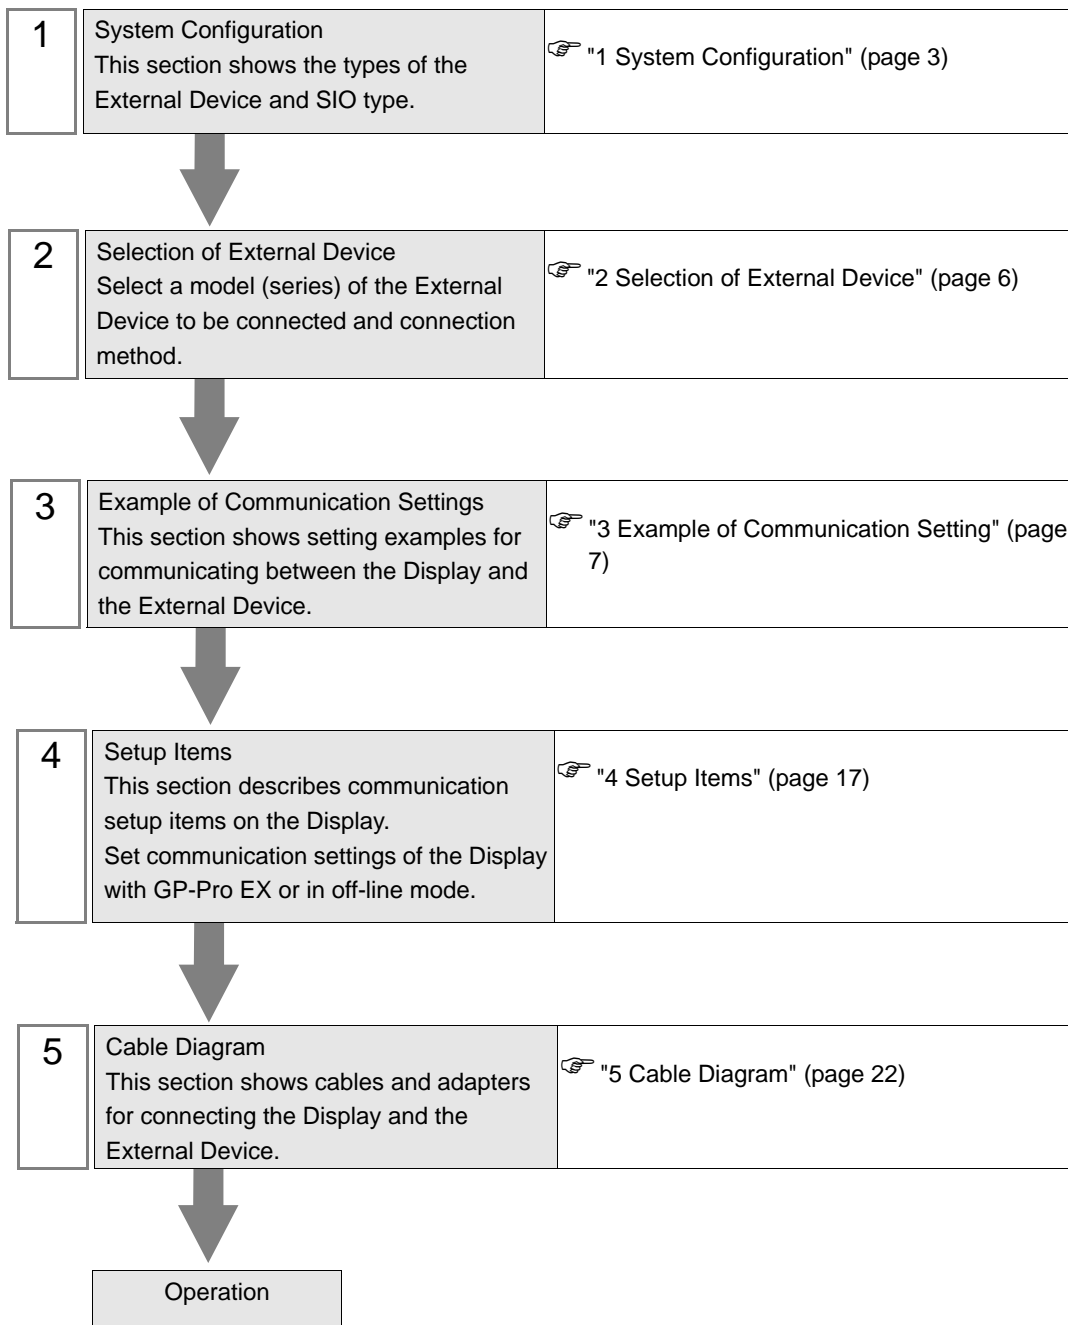 1
System Configuration
This section shows the types of the
External Device and SIO type.
"1 System Configuration" (page 3)
2
Selection of External Device
Select a model (series) of the External
Device to be connected and connection
method.
"2 Selection of External Device" (page 6)
3
Example of Communication Settings
This section shows setting examples for
communicating between the Display and
the External Device.
"3 Example of Communication Setting" (page
7)
4
Setup Items
This section describes communication
setup items on the Display.
Set communication settings of the Display
with GP-Pro EX or in off-line mode.
"4 Setup Items" (page 17)
5
Cable Diagram
This section shows cables and adapters
for connecting the Display and the
External Device.
"5 Cable Diagram" (page 22)
Operation